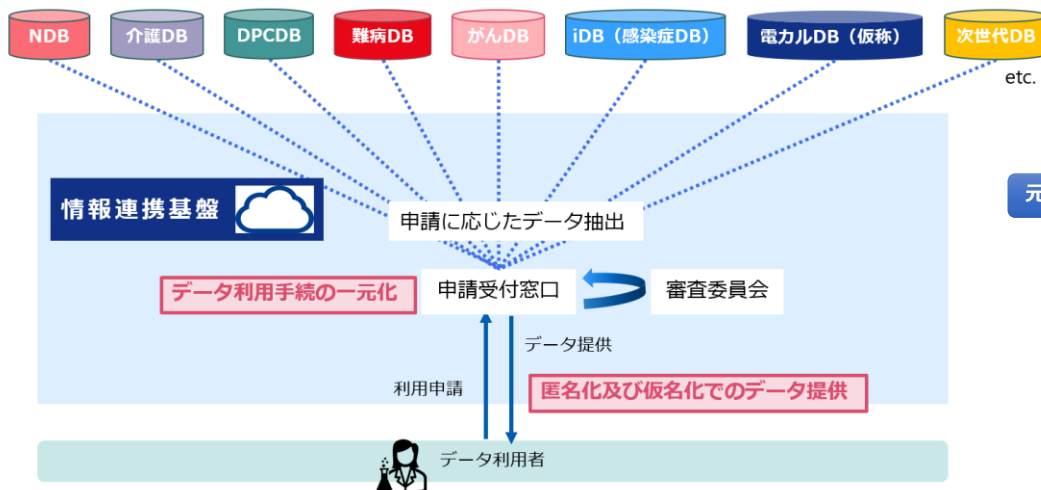 NDB
介護DB
DPCDB
難病DB
がんDB
iDB（感染症DB）
電カルDB（仮称）
次世代DB
etc.
情報連携基盤
元
申請に応じたデータ抽出
データ利用手続の一元化
申請受付窓口
審査委員会
データ提供
利用申請
匿名化及び仮名化でのデータ提供
データ利用者